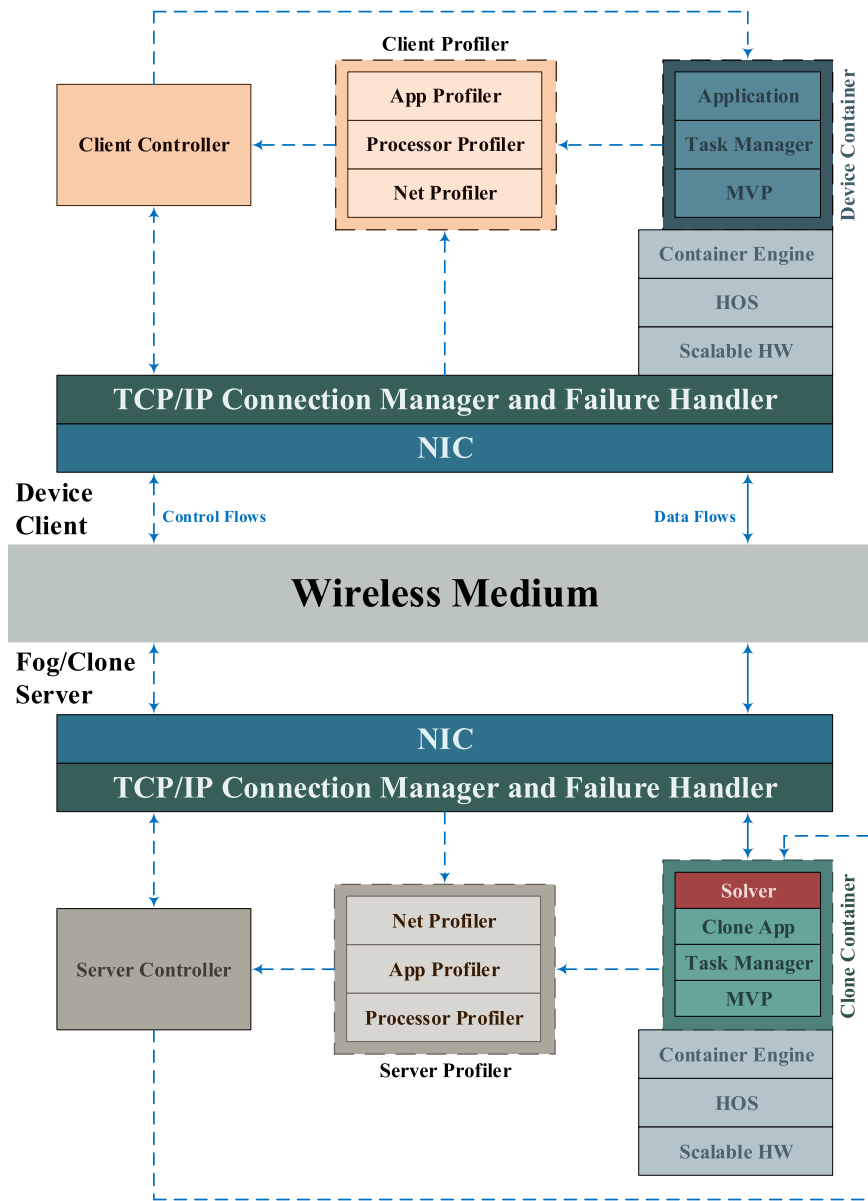 Client Profiler
Client Controller
App Profiler
Processor Profiler
Net Profiler
Application
Task Manager
MVP
Device Container
Container Engine
HOS
Scalable HW
TCP/IP Connection Manager and Failure Handler
NIC
Device
Client
Control Flows
Data Flows
Wireless Medium
Fog/Clone
Server
NIC
TCP/IP Connection Manager and Failure Handler
Server Controller
Net Profiler
App Profiler
Processor Profiler
Server Profiler
Solver
Clone App
Task Manager
MVP
Clone Container
Container Engine
HOS
Scalable HW